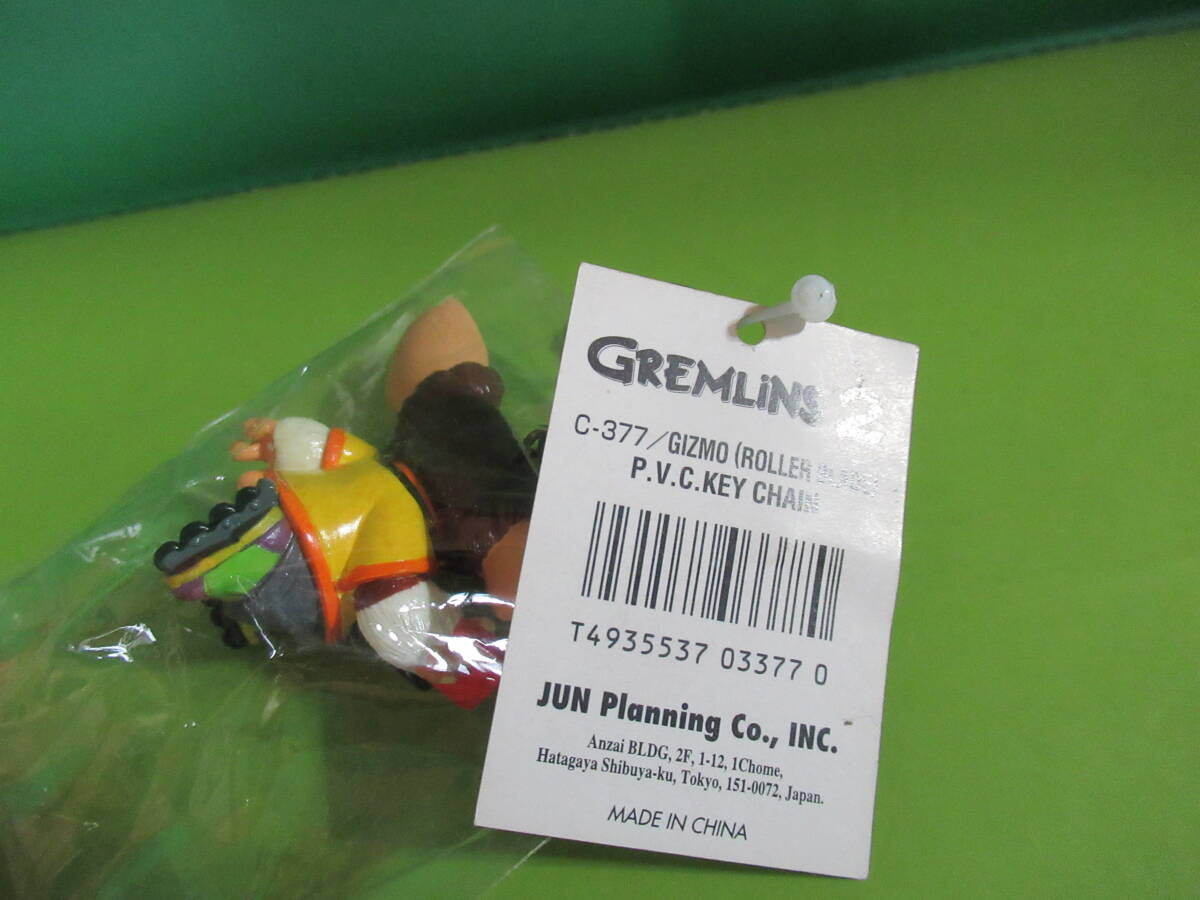 GREMLiNS 2
C-377/GIZMO (ROLLER
P.V.C.KEY CHAIN
T4935537 03377 0
JUN Planning Co., INC.
Anzai BLDG, 2F, 1-12, 1Chome,
Hatagaya Shibuya-ku, Tokyo, 151-0072, Japan.
MADE IN CHINA